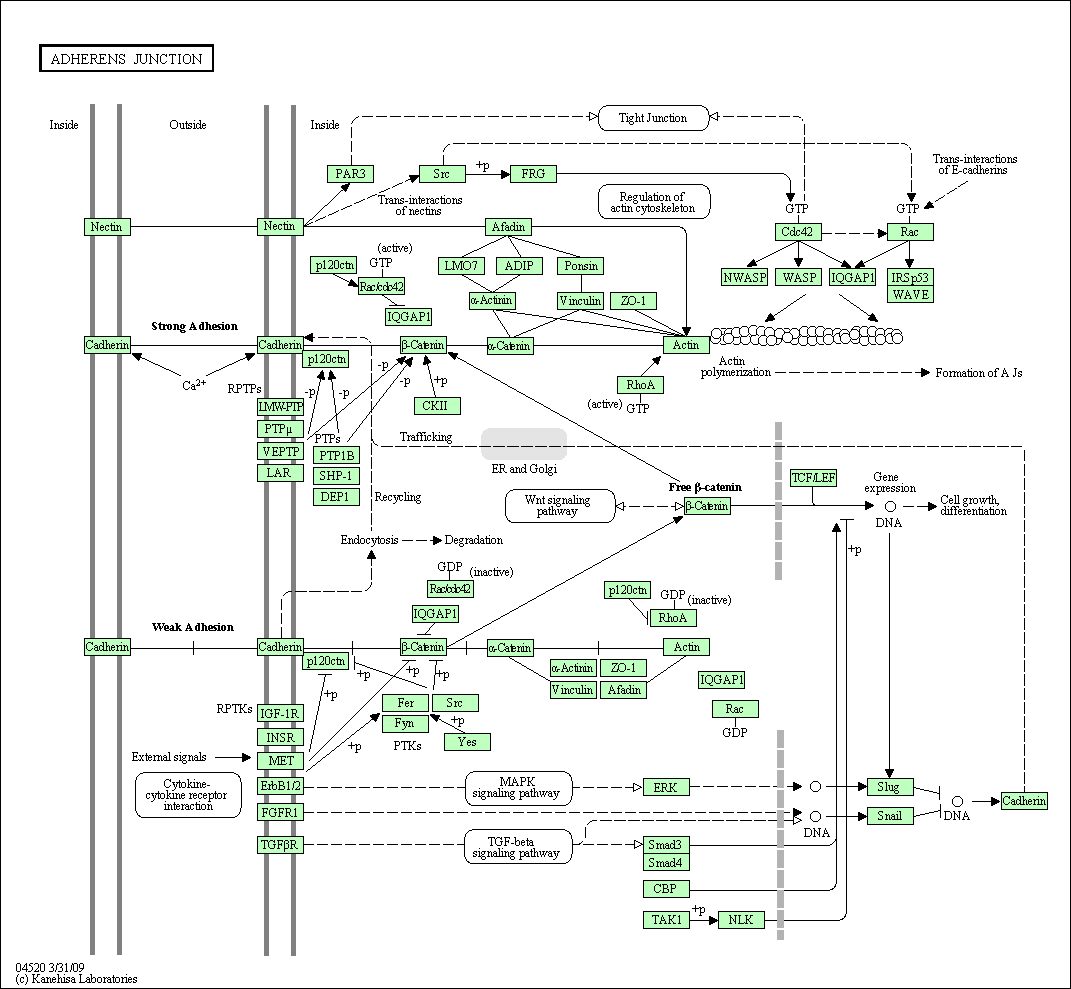 ADHERENS JUNCTION
Inside
Outside
Inside
Tight Junction
PAR3
Src
+p
FRG
Trans-interactions
of E-cadherins
Trans-interactions
of nectins
Regulation of
actin cytoskeleton
GTP
GTP
Nectin
Nectin
Afadin
Cdc42
Rac
(active)
GTP
p120ctn
Rac/cdc42
IQGAP1
LMO7
ADIP
Ponsin
α-Actinin
Vinculin
ZO-1
NWASP
WASP
IQGAP1
IRSp53
WAVE
Strong Adhesion
Cadherin
Cadherin
p120ctn
β-Catenin
α-Catenin
Actin
Actin
polymerization
Formation of AJs
Ca2+
RPTPs
-p
-p
-p
-p
+p
CKII
RhoA
(active)
GTP
LMW-PTP
PTPμ
VEPTP
LAR
PTPs
PTP1B
SHP-1
DEP1
Trafficking
ER and Golgi
Recycling
Free β-catenin
β-Catenin
Wnt signaling
pathway
TCF/LEF
Gene
expression
DNA
Cell growth,
differentiation
+p
Endocytosis
Degradation
GDP
(inactive)
Rac/cdc42
IQGAP1
p120ctn
GDP
(inactive)
RhoA
Weak Adhesion
Cadherin
Cadherin
p120ctn
β-Catenin
α-Catenin
Actin
α-Actinin
ZO-1
Vinculin
Afadin
IQGAP1
Rac
GDP
+p
+p
+p
+p
+p
+p
Fer
Src
Fyn
Yes
PTKs
RPTKs
IGF-1R
INSR
MET
ErbB1/2
FGFR1
TGFβR
External signals
Cytokine-
cytokine receptor
interaction
MAPK
signaling pathway
ERK
Slug
Snail
DNA
DNA
Cadherin
TGF-beta
signaling pathway
Smad3
Smad4
CBP
TAK1
+p
NLK
04520 3/31/09
(c) Kanehisa Laboratories